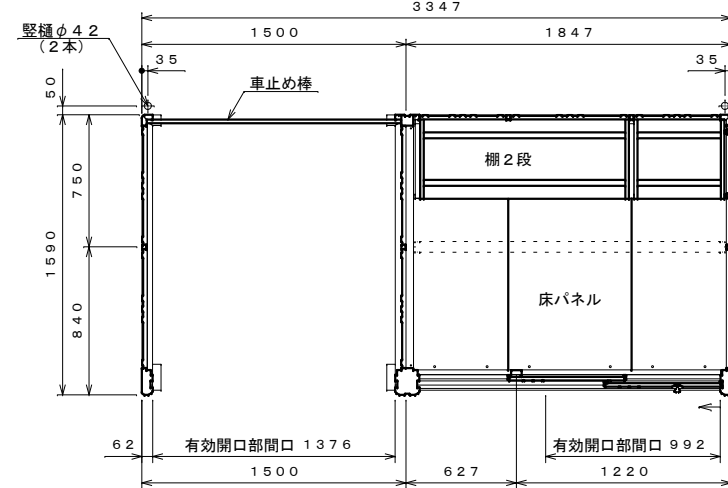 ３３４７
１５００ １８４７
竪樋φ４２
（２本）
３５ ３５
５０
車止め棒
棚２段
７５０
１５９０
８４０
床パネル
６２ 有効開口部間口 １３７６ 有効開口部間口 ９９２
１５００ ６２７ １２２０